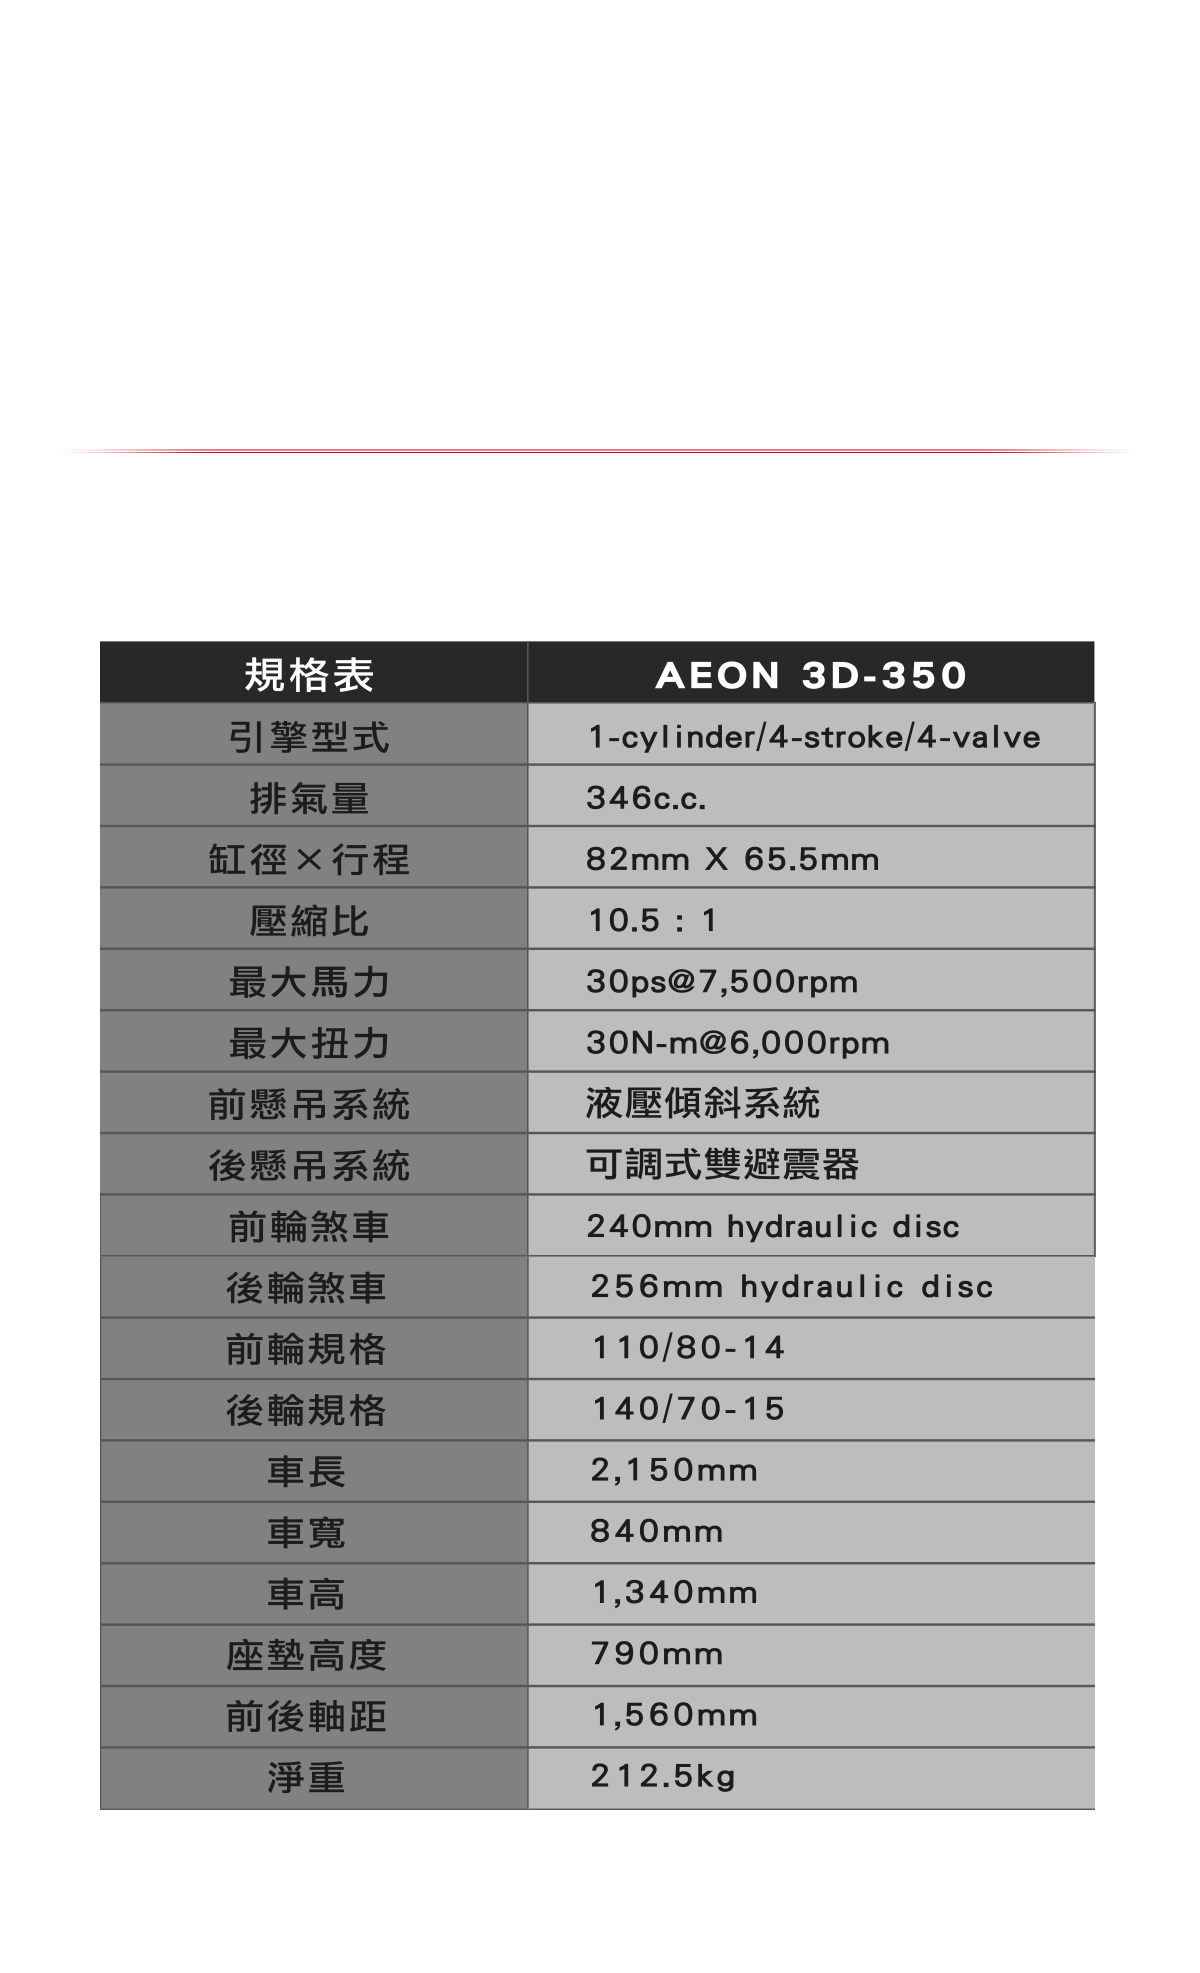 規格表 AEON 3D-350
引擎型式 1-cylinder/4-stroke/4-valve
排氣量 346c.c.
缸徑×行程 82mm X 65.5mm
壓縮比 10.5 : 1
最大馬力 30ps@7,500rpm
最大扭力 30N-m@6,000rpm
前懸吊系統 液壓傾斜系統
後懸吊系統 可調式雙避震器
前輪煞車 240mm hydraulic disc
後輪煞車 256mm hydraulic disc
前輪規格 110/80-14
後輪規格 140/70-15
車長 2,150mm
車寬 840mm
車高 1,340mm
座墊高度 790mm
前後軸距 1,560mm
淨重 212.5kg